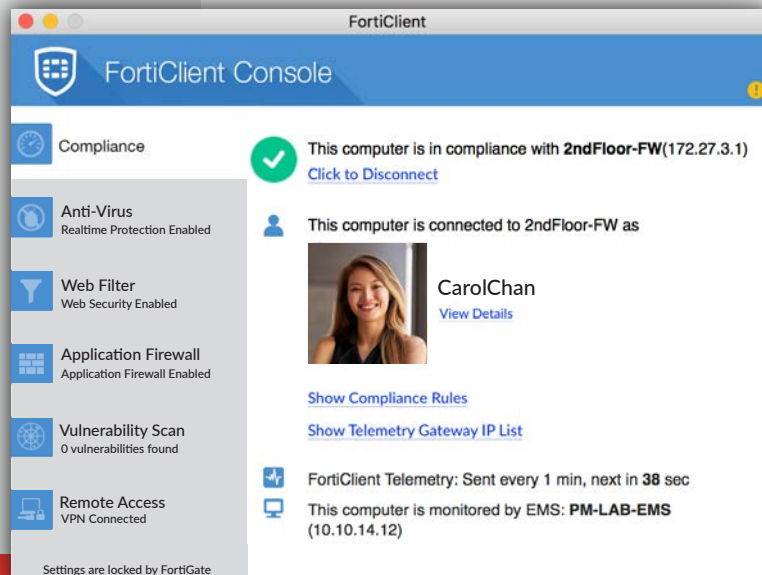 FortiClient
FortiClient Console
Compliance
Anti-Virus
Realtime Protection Enabled
Web Filter
Web Security Enabled
Application Firewall
Application Firewall Enabled
Vulnerability Scan
0 vulnerabilities found
Remote Access
VPN Connected
Settings are locked by FortiGate
This computer is in compliance with 2ndFloor-FW(172.27.3.1)
Click to Disconnect
This computer is connected to 2ndFloor-FW as
CarolChan
View Details
Show Compliance Rules
Show Telemetry Gateway IP List
FortiClient Telemetry: Sent every 1 min, next in 38 sec
This computer is monitored by EMS: PM-LAB-EMS
(10.10.14.12)